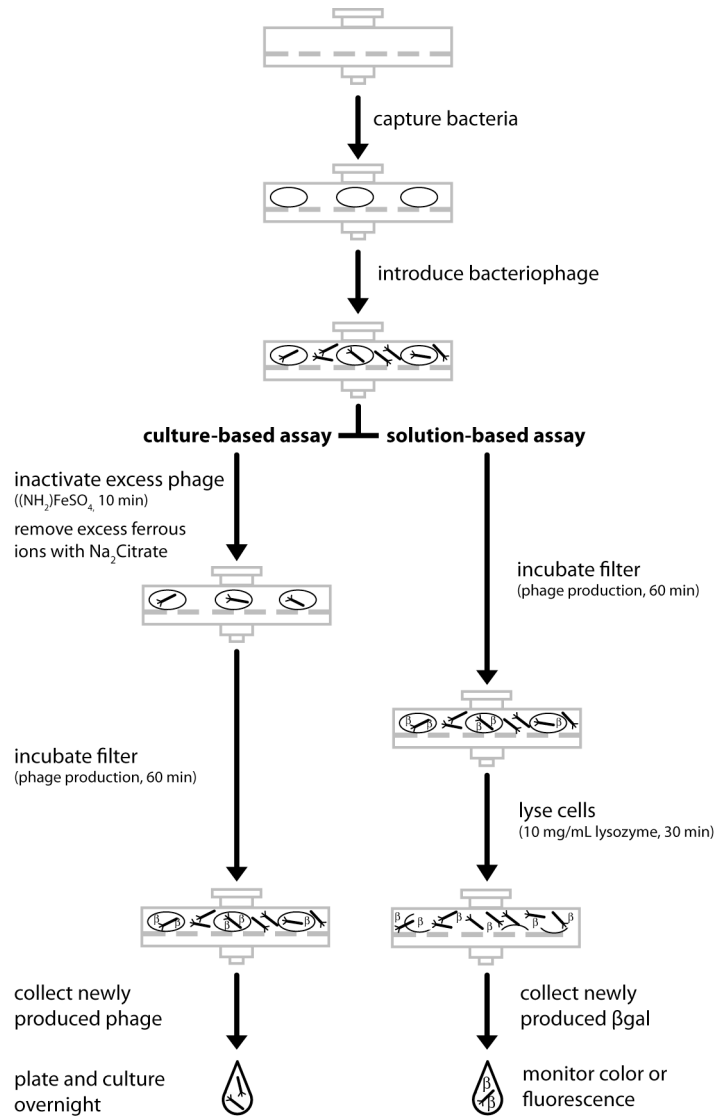 capture bacteria
introduce bacteriophage
culture-based assay
solution-based assay
inactivate excess phage
((NH₂)FeSO₄, 10 min)
remove excess ferrous
ions with Na₂Citrate
incubate filter
(phage production, 60 min)
β β β β β
incubate filter
(phage production, 60 min)
lyse cells
(10 mg/mL lysozyme, 30 min)
β β β β β
β β β β β β
collect newly
produced phage
collect newly
produced βgal
plate and culture
overnight
β
β
monitor color or
fluorescence